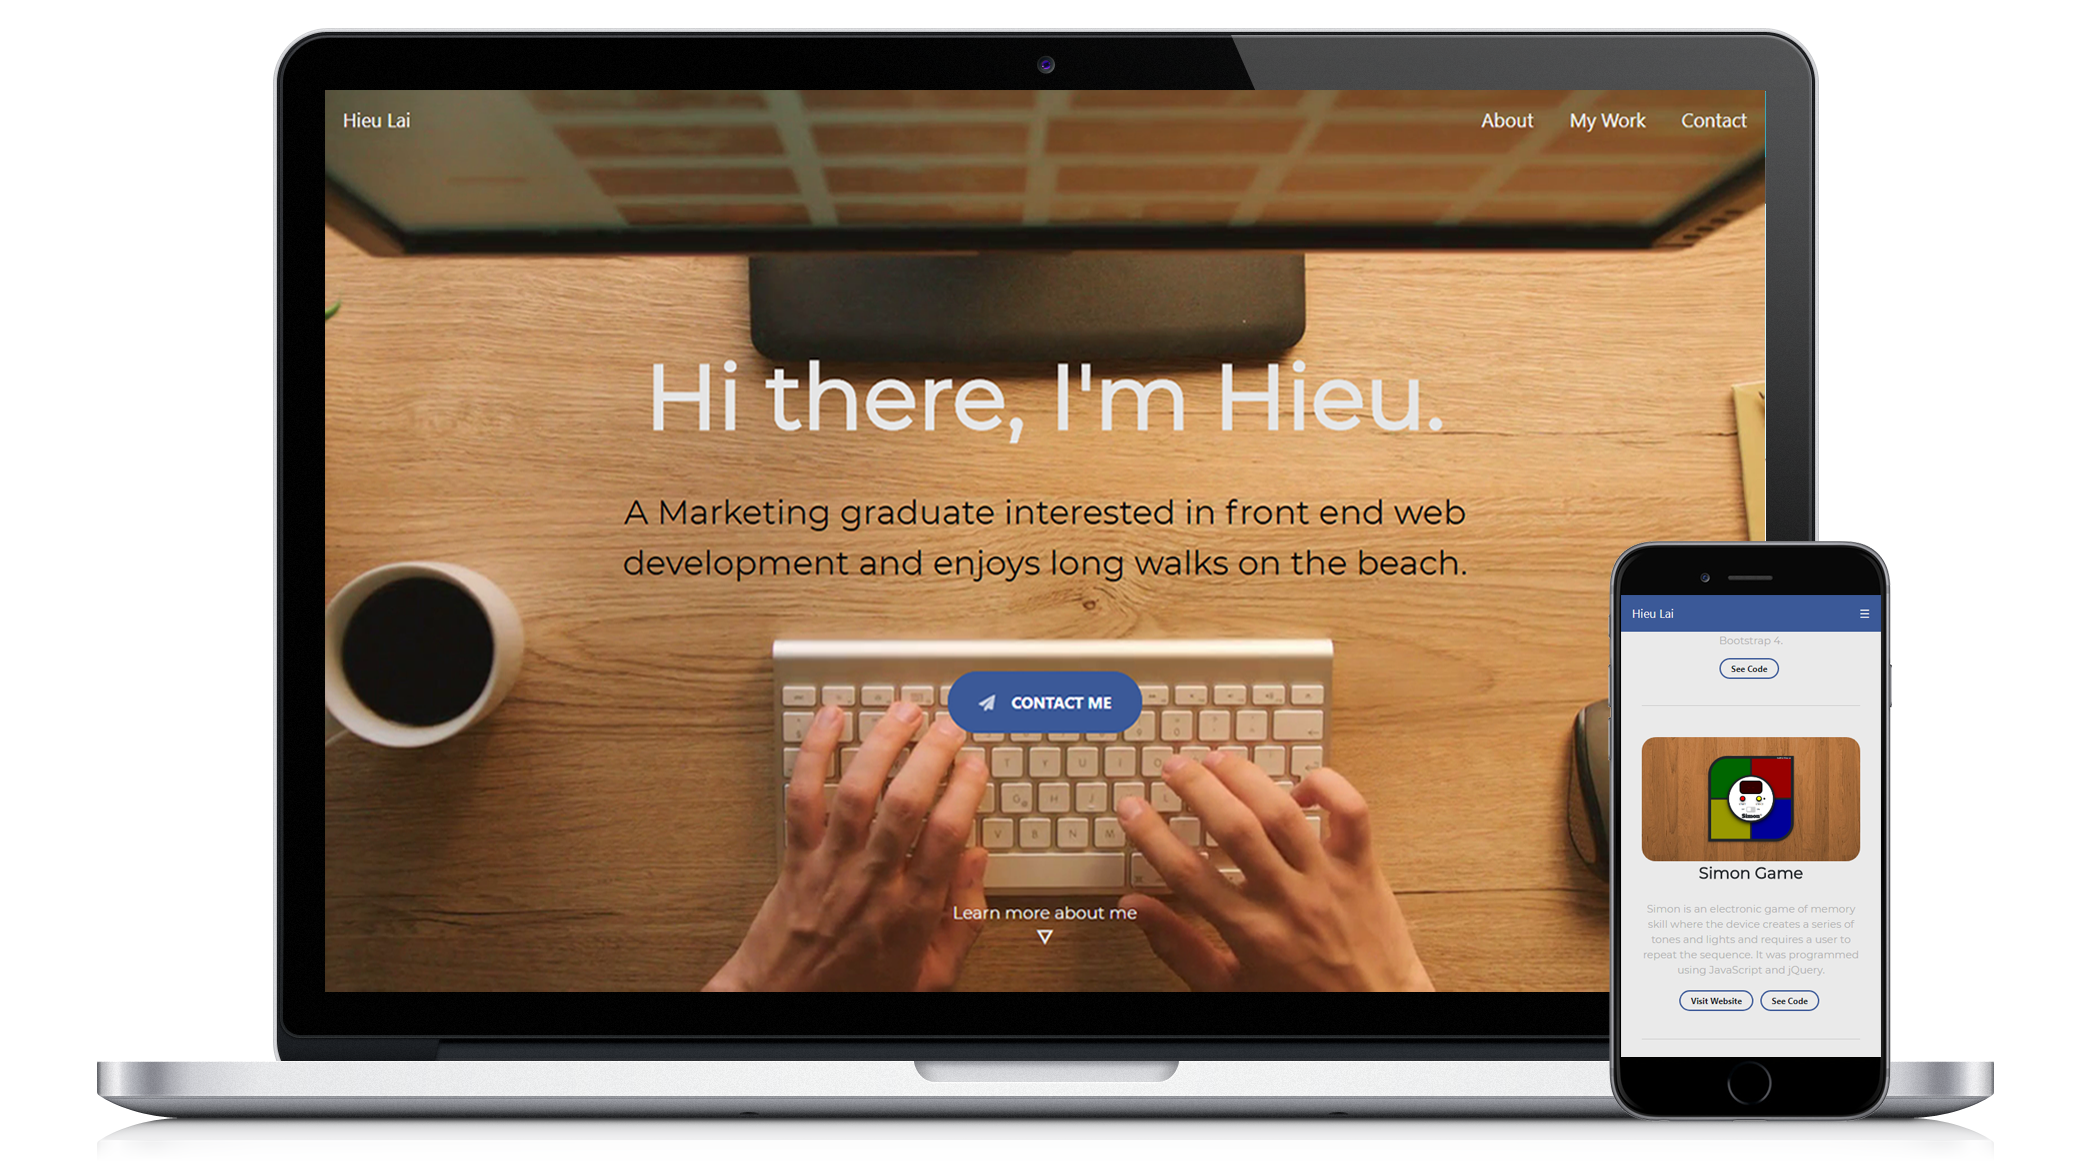 Hieu Lai
About My Work Contact
Hi there, I'm Hieu.
A Marketing graduate interested in front end web
development and enjoys long walks on the beach.
CONTACT ME
T Y U I O
G H J
V B N M
Learn more about me
Hieu Lai
Bootstrap 4.
See Code
Simon
Simon Game
Simon is an electronic game of memory
skill where the device creates a series of
tones and lights and requires a user to
repeat the sequence. It was programmed
using JavaScript and jQuery.
Visit Website See Code